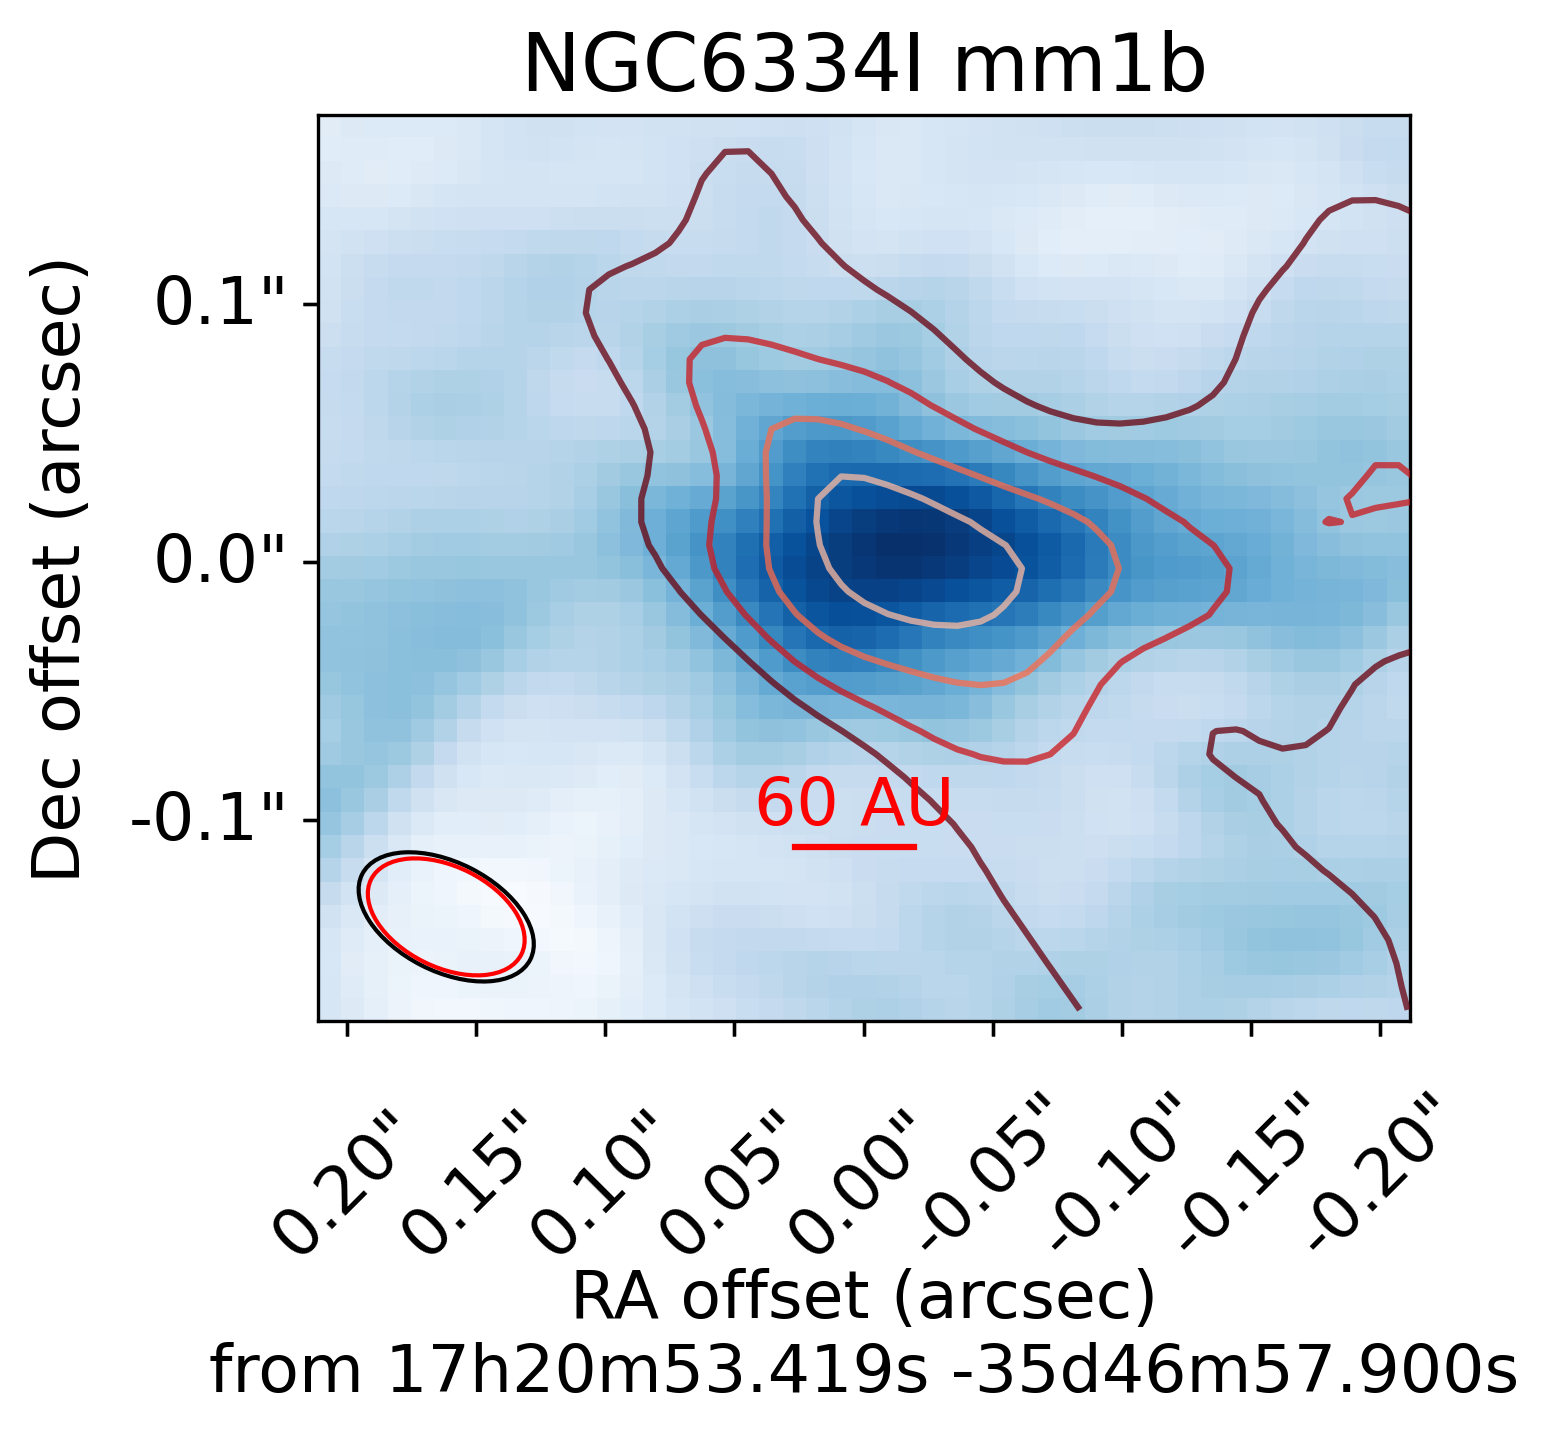 NGC6334I mm1b
Dec offset (arcsec)
0.1"
0.0"
-0.1"
60 AU
0.20"
0.15"
0.10"
0.05"
0.00"
-0.05"
-0.10"
-0.15"
-0.20"
RA offset (arcsec)
from 17h20m53.419s -35d46m57.900s